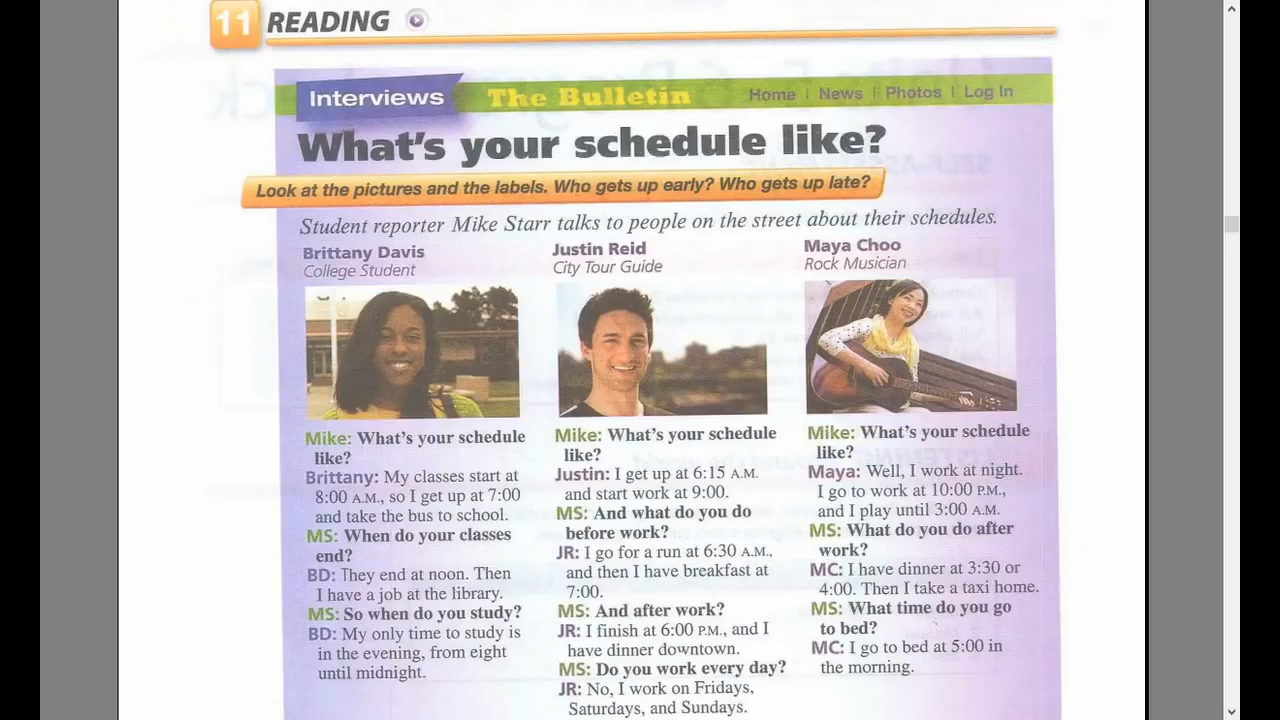 11 READING
Interviews The Bulletin Home | News | Photos | Log In
What's your schedule like?
Look at the pictures and the labels. Who gets up early? Who gets up late?
Student reporter Mike Starr talks to people on the street about their schedules.
Brittany Davis
College Student
Mike: What's your schedule
like?
Brittany: My classes start at
8:00 A.M., so I get up at 7:00
and take the bus to school.
MS: When do your classes
end?
BD: They end at noon. Then
I have a job at the library.
MS: So when do you study?
BD: My only time to study is
in the evening, from eight
until midnight.
Justin Reid
City Tour Guide
Mike: What's your schedule
like?
Justin: I get up at 6:15 A.M.
and start work at 9:00.
MS: And what do you do
before work?
JR: I go for a run at 6:30 A.M.,
and then I have breakfast at
7:00.
MS: And after work?
JR: I finish at 6:00 P.M., and I
have dinner downtown.
MS: Do you work every day?
JR: No, I work on Fridays,
Saturdays, and Sundays.
Maya Choo
Rock Musician
Mike: What's your schedule
like?
Maya: Well, I work at night.
I go to work at 10:00 P.M.,
and I play until 3:00 A.M.
MS: What do you do after
work?
MC: I have dinner at 3:30 or
4:00. Then I take a taxi home.
MS: What time do you go
to bed?
MC: I go to bed at 5:00 in
the morning.